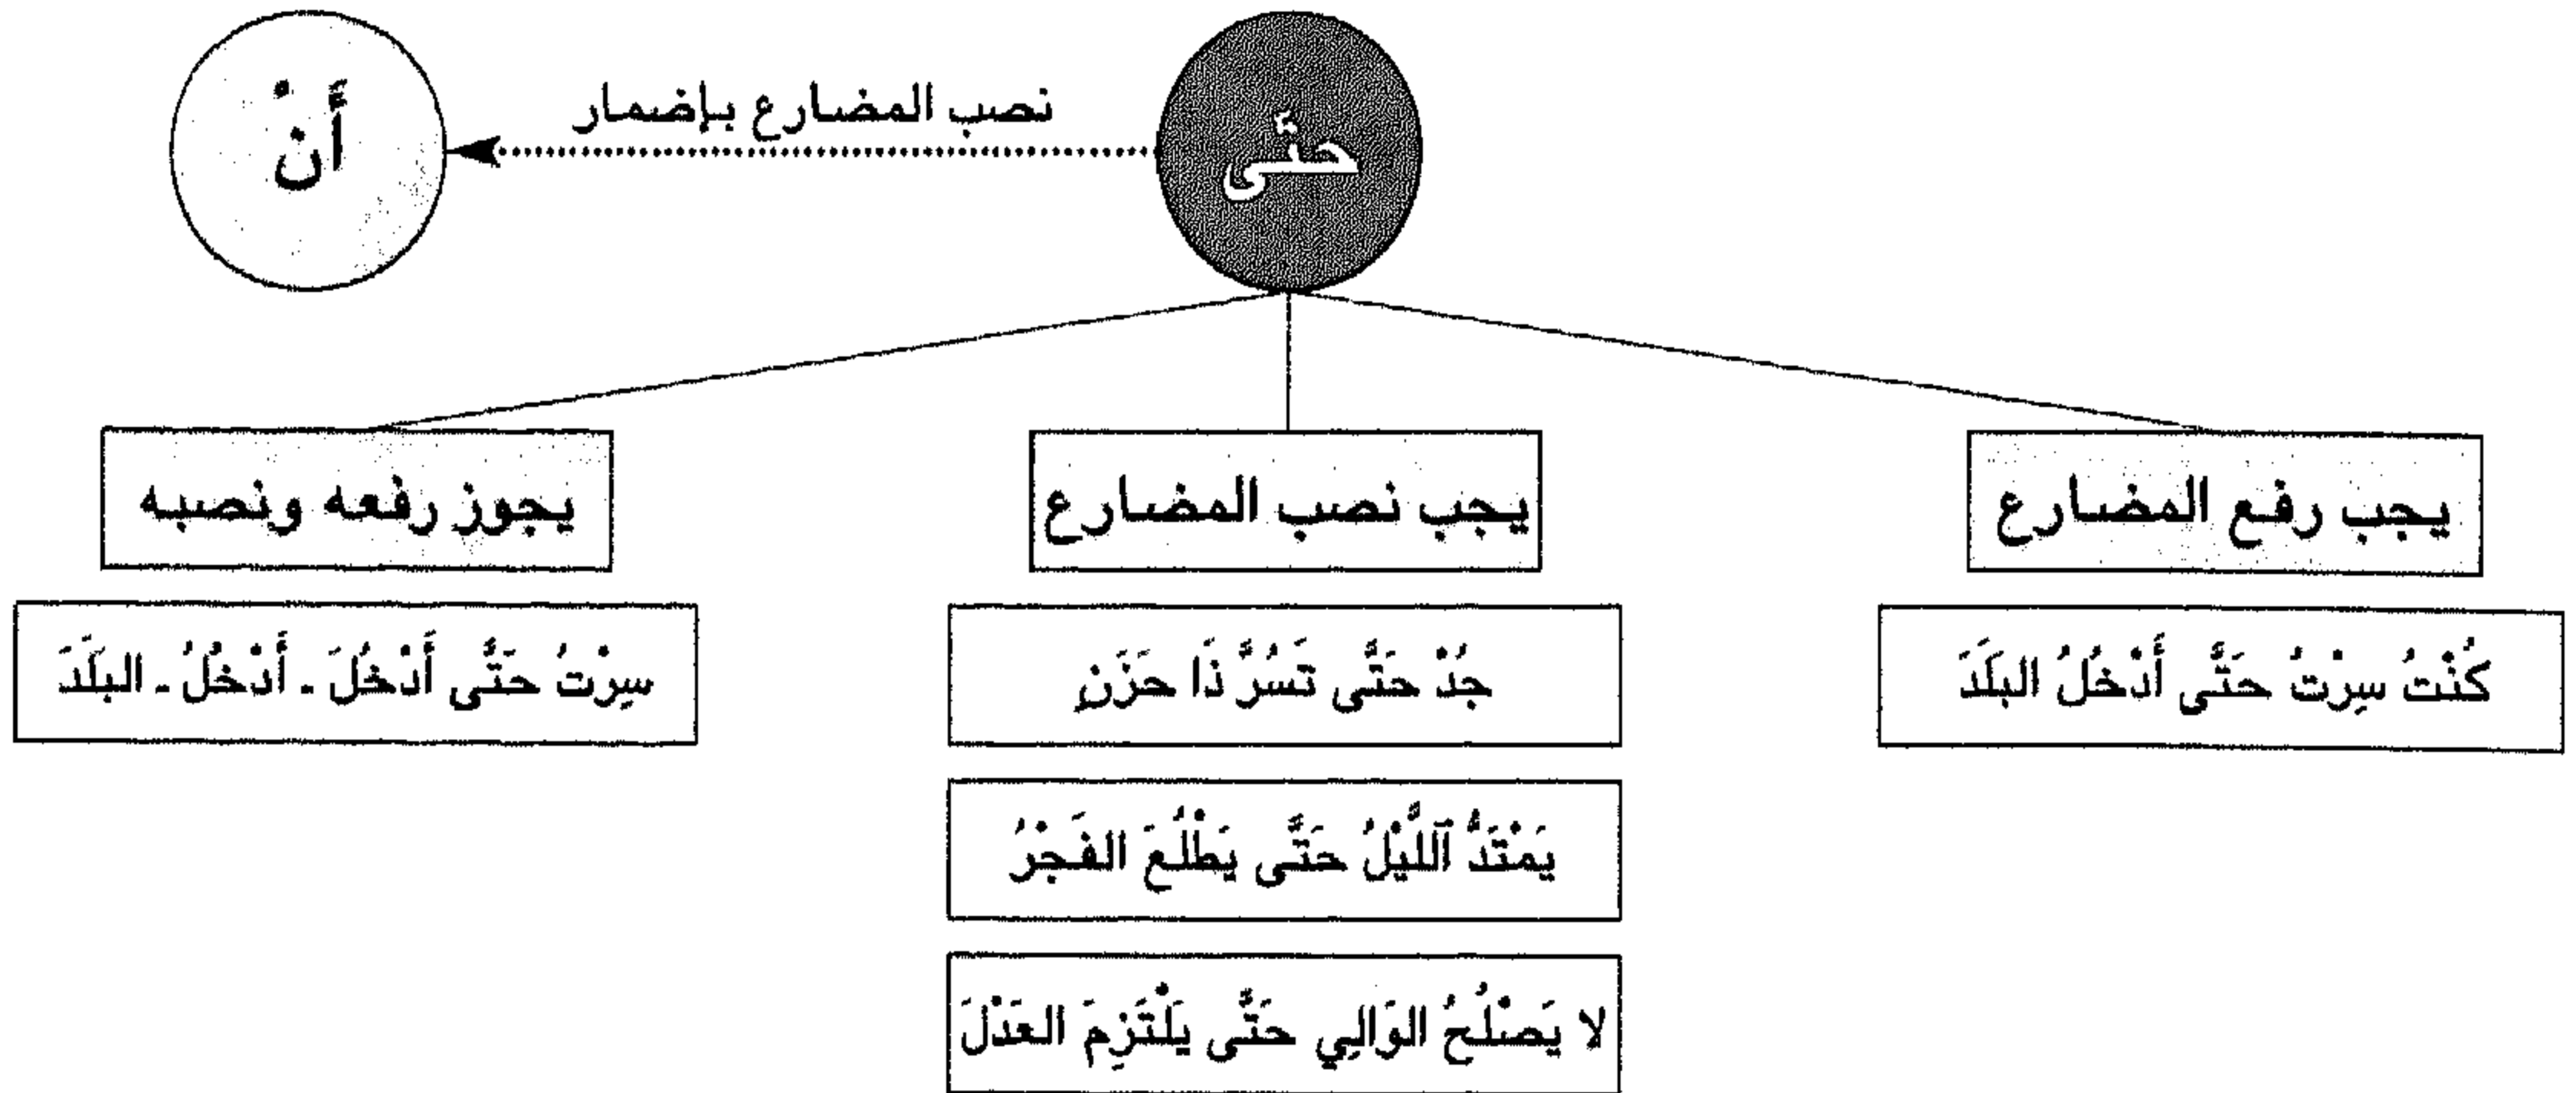 حتَّى
نصب المضارع بإضمار
أَنْ
يجب رفع المضارع
يجب نصب المضارع
يجوز رفعه ونصبه
كُنْتُ سِرْتُ حَتَّى أَدْخُلُ البَلَدَ
جُدْ حَتَّى تَسُرَّ ذَا حَزَنٍ
سِرْتُ حَتَّى أَدْخُلَ - أَدْخُلُ - البَلَدَ
يَمْتَدُّ ٱللَّيْلُ حَتَّى يَطْلُعَ الفَجْرُ
لا يَصْلُحُ الوَالِي حَتَّى يَلْتَزِمَ العَدْلَ